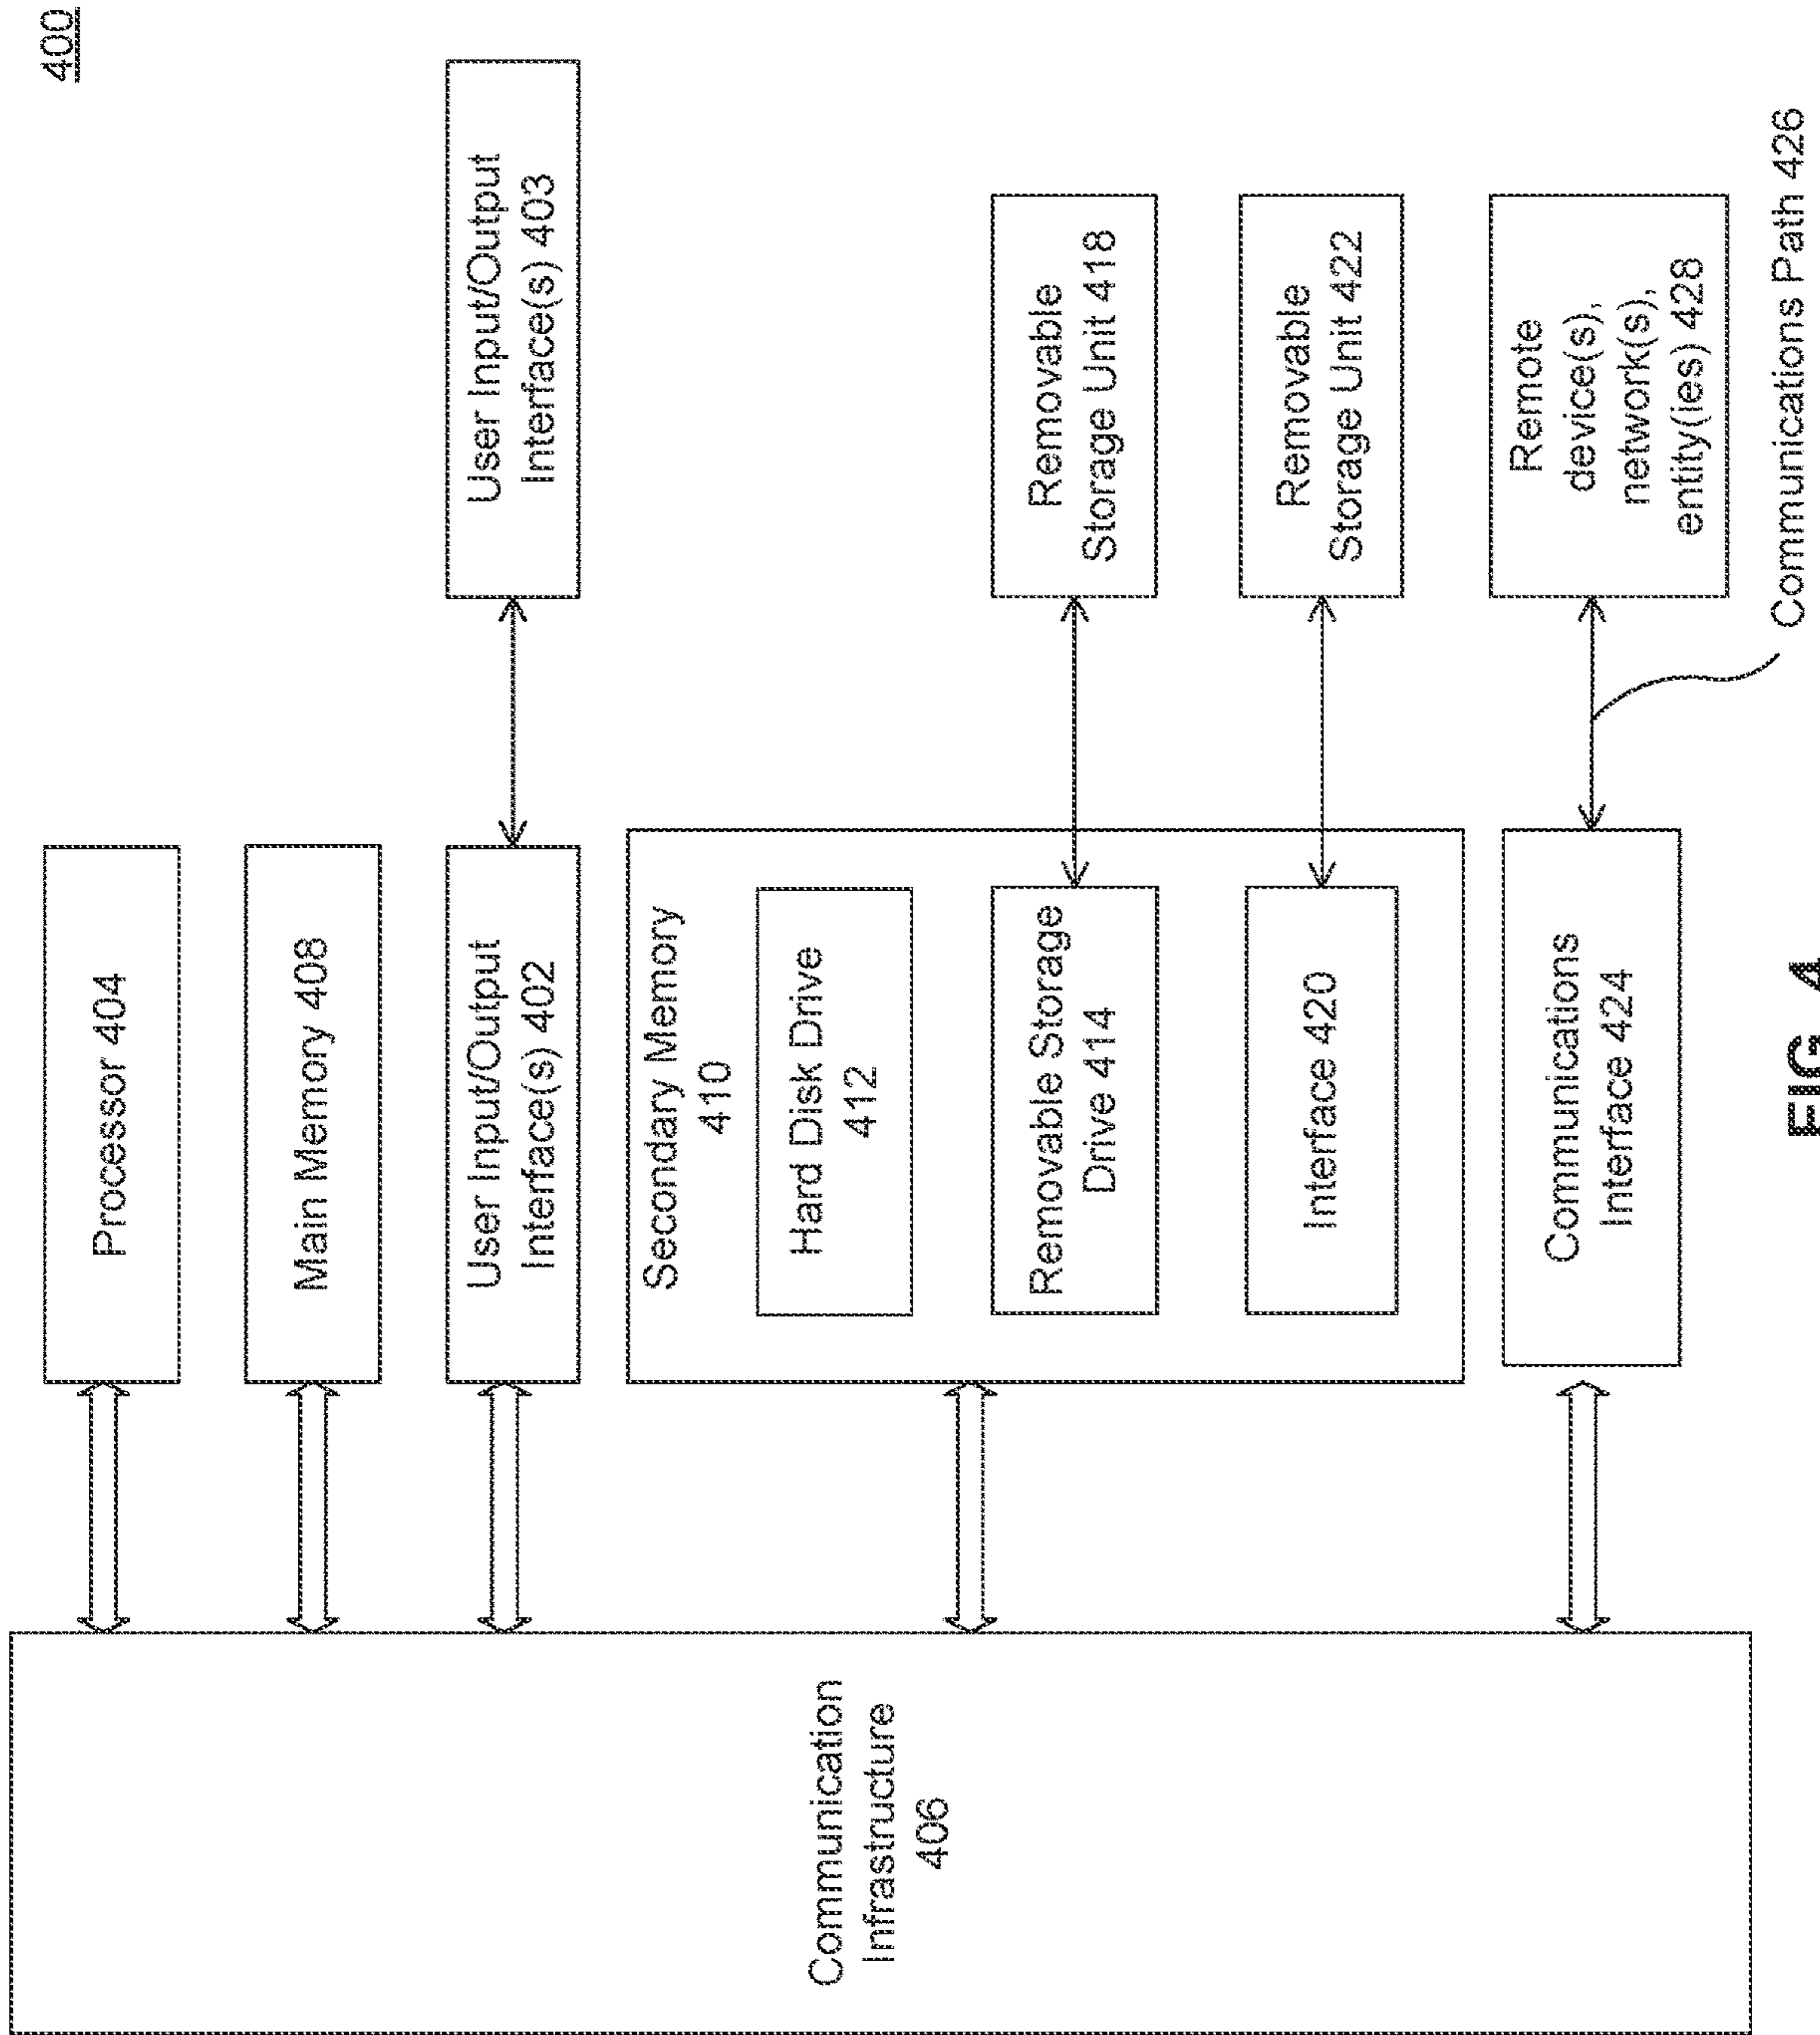 400
Processor 404
Main Memory 408
User Input/Output
Interface(s) 402
User Input/Output
Interface(s) 403
Communication
Infrastructure
406
Secondary Memory
410
Hard Disk Drive
412
Removable Storage
Drive 414
Removable
Storage Unit 418
Interface 420
Removable
Storage Unit 422
Communications
Interface 424
Remote
device(s),
network(s),
entity(ies) 428
Communications Path 426
FIG. 4